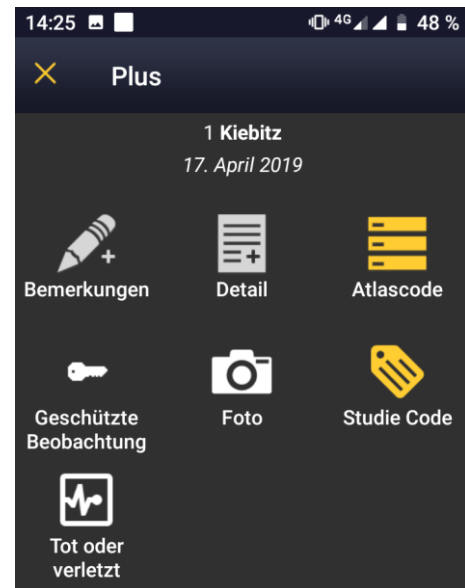 14:25 4G 48 %
Plus
1 Kiebitz
17. April 2019
Bemerkungen Detail Atlascode
Geschützte Beobachtung Foto Studie Code
Tot oder
verletzt